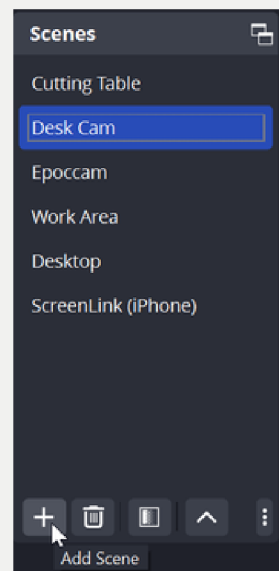 Scenes
Cutting Table
Desk Cam
Epoccam
Work Area
Desktop
ScreenLink (iPhone)
Add Scene